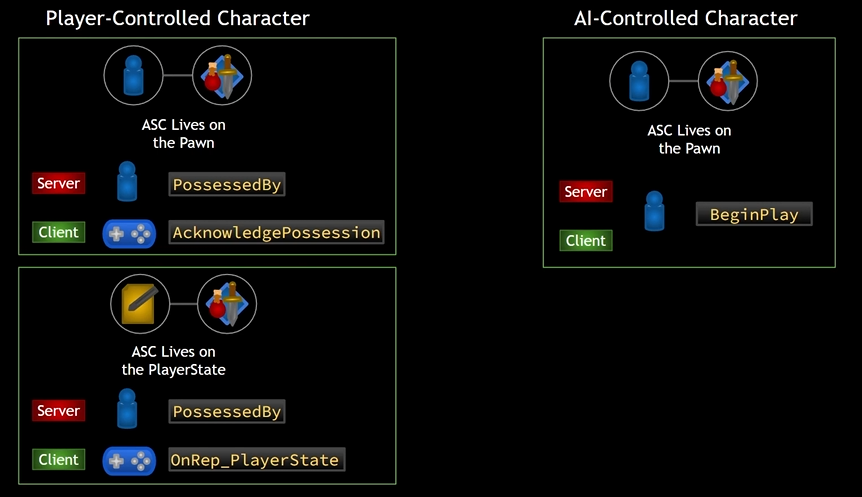 Player-Controlled Character
ASC Lives on
the Pawn
Server
PossessedBy
Client
AcknowledgePossession
ASC Lives on
the PlayerState
Server
PossessedBy
Client
OnRep_PlayerState
AI-Controlled Character
ASC Lives on
the Pawn
Server
BeginPlay
Client